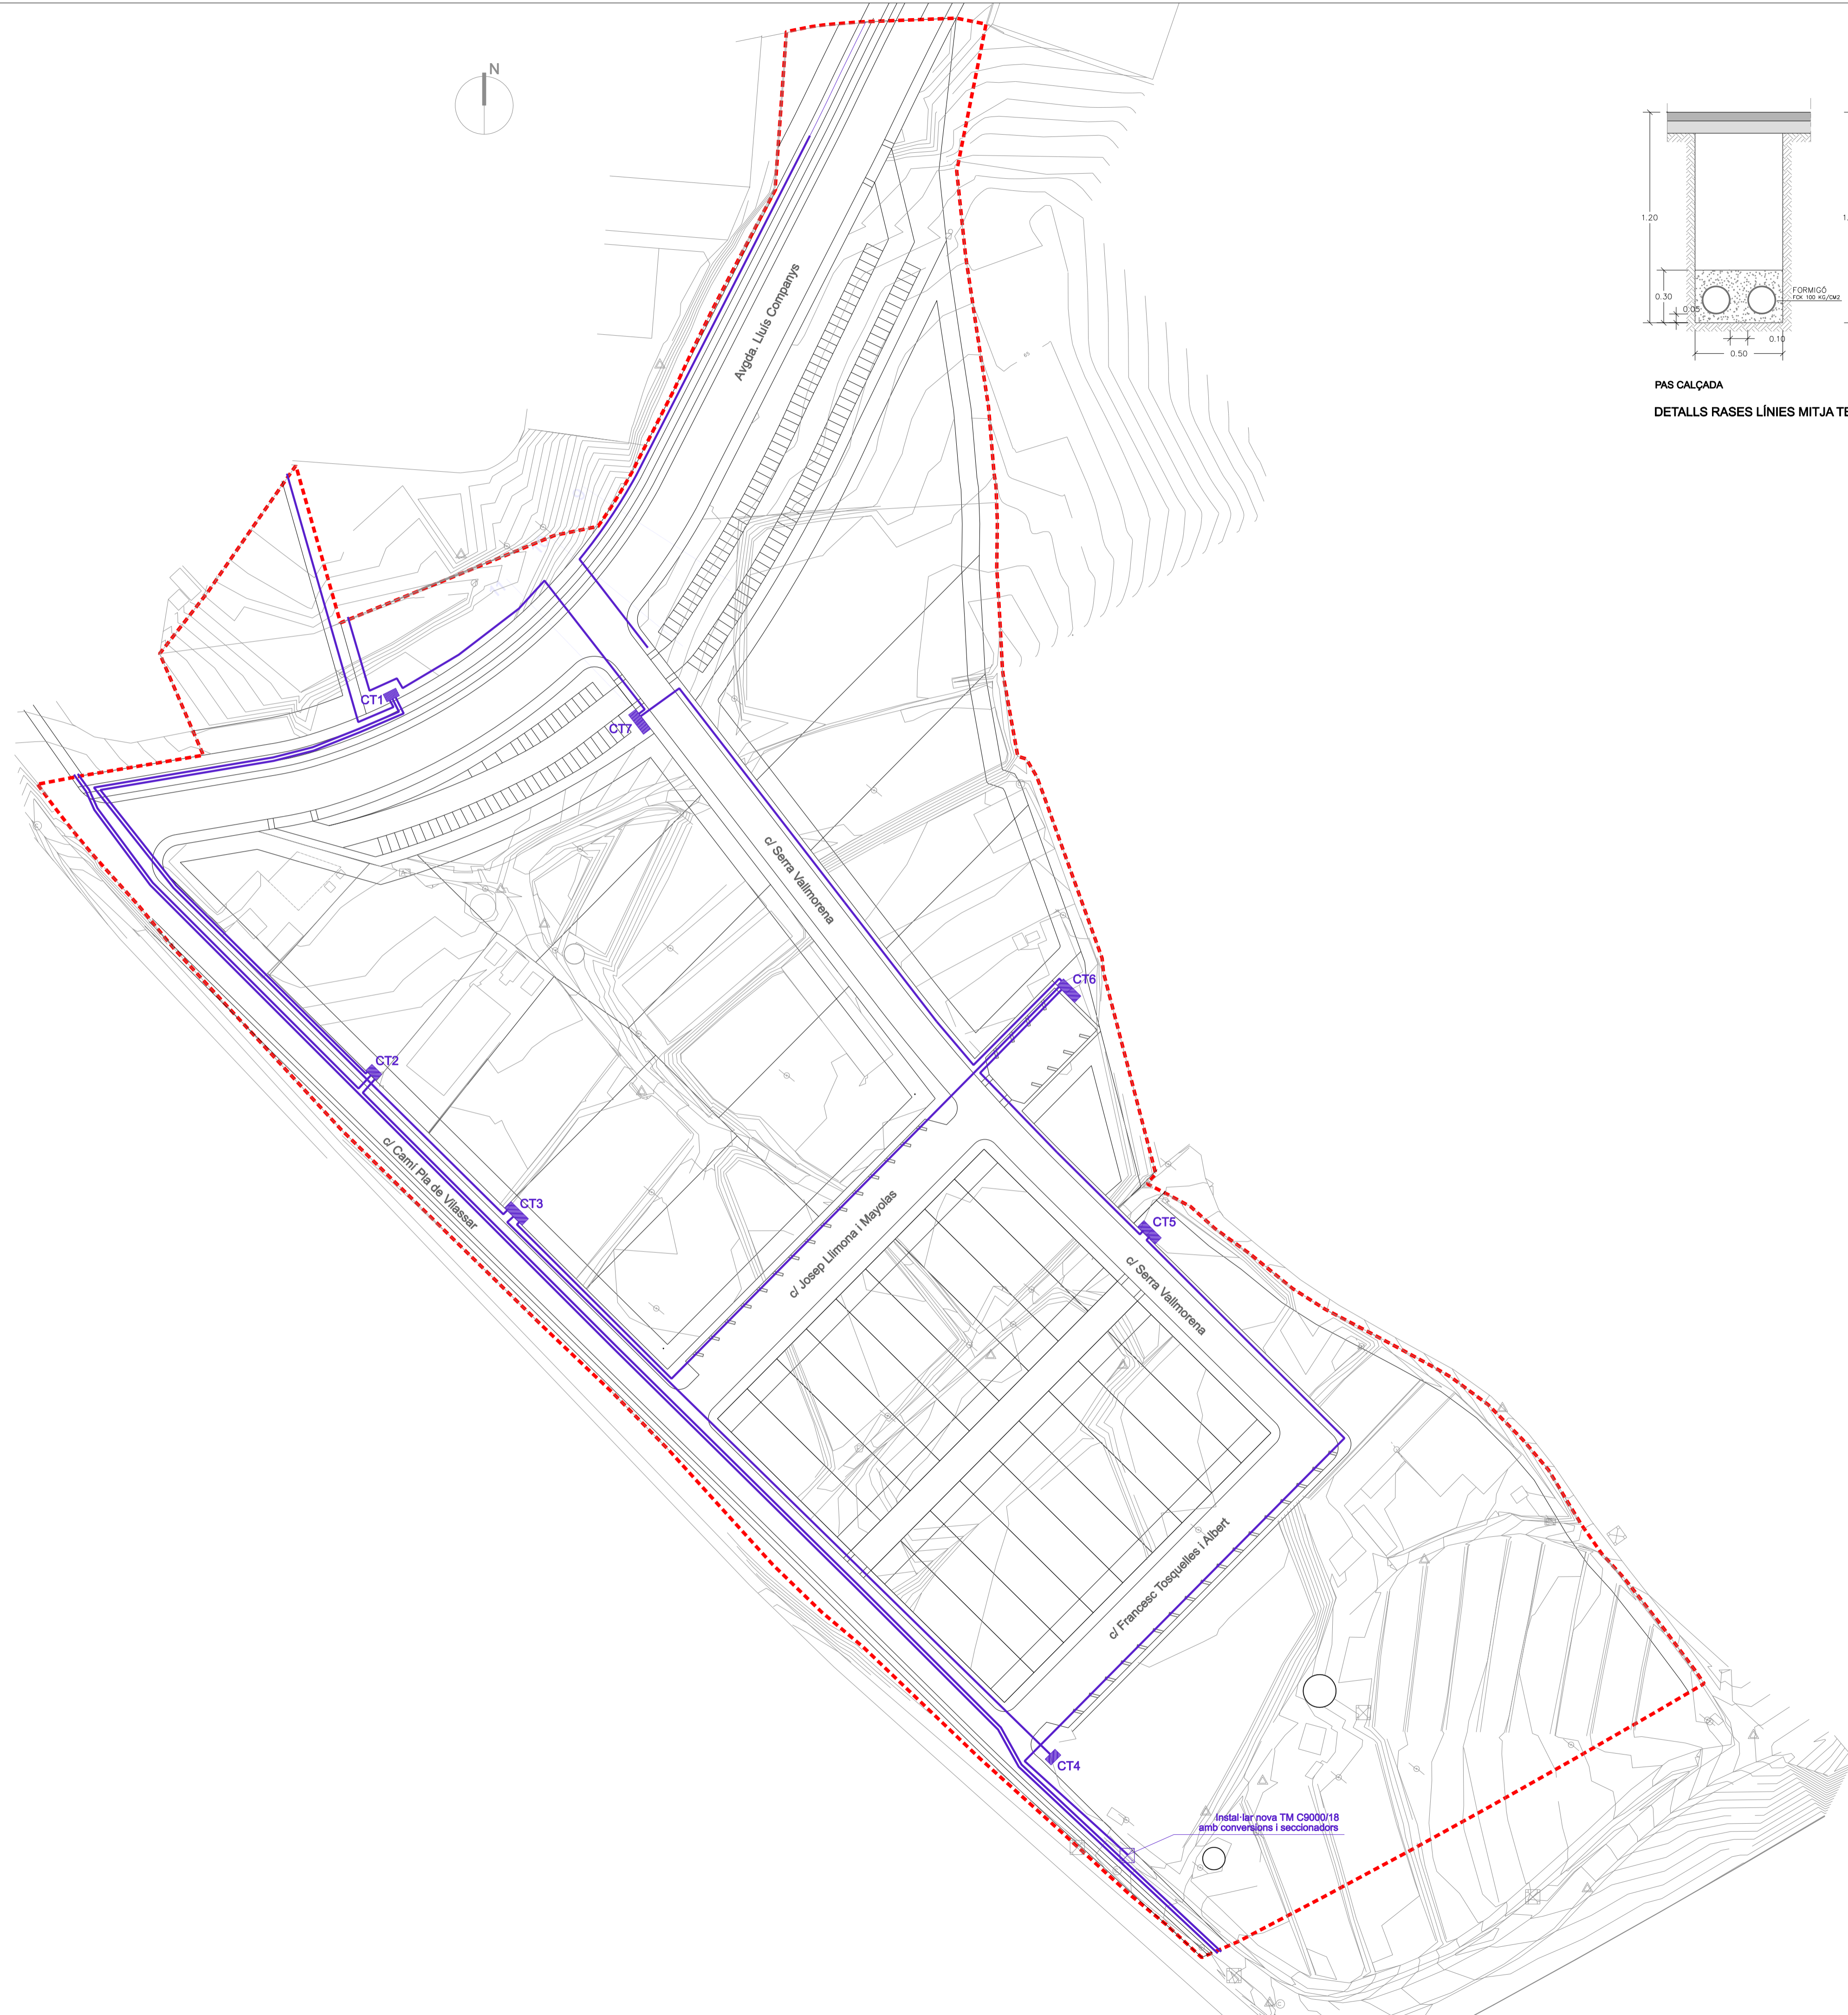 N
1.20
0.30
0.05
FORMIGÓ
FCK 100 KG/CM2
0.10
0.50
PAS CALÇADA
DETALLS RASES LÍNIES MITJA
Avgda. Lluís Companys
CT1
CT7
c/ Serra Vallmorena
CT6
CT2
c/ Camí Pla de Vilassar
CT3
c/ Josep Llimona i Mayolas
CT5
c/ Serra Vallmorena
c/ Francesc Tosquelles i Albert
CT4
Instal·lar nova TM C9000/18
amb conversions i seccionadors